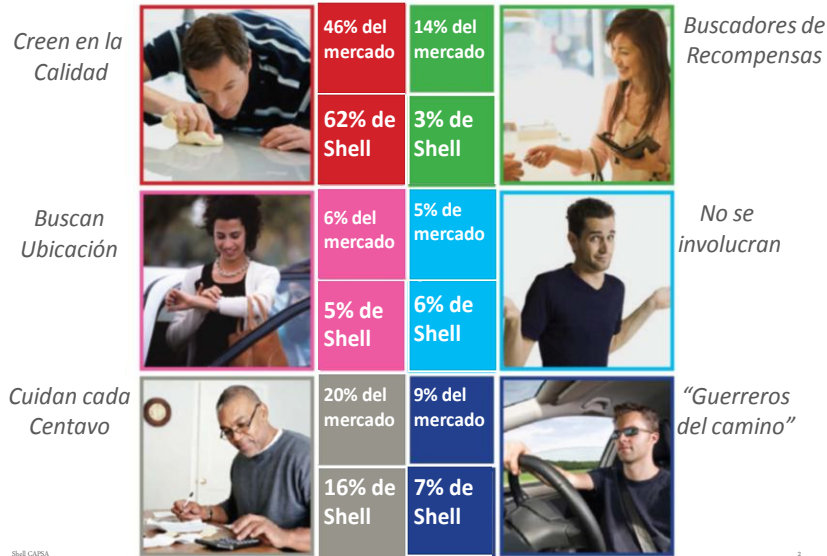 Creen en la
Calidad
46% del
mercado
14% del
mercado
Buscadores de
Recompensas
62% de
Shell
3% de
Shell
Buscan
Ubicación
6% del
mercado
5% de
mercado
No se
involucran
5% de
Shell
6% de
Shell
Cuidan cada
Centavo
20% del
mercado
9% del
mercado
“Guerreros
del camino”
16% de
Shell
7% de
Shell
Shell CAPSA
2